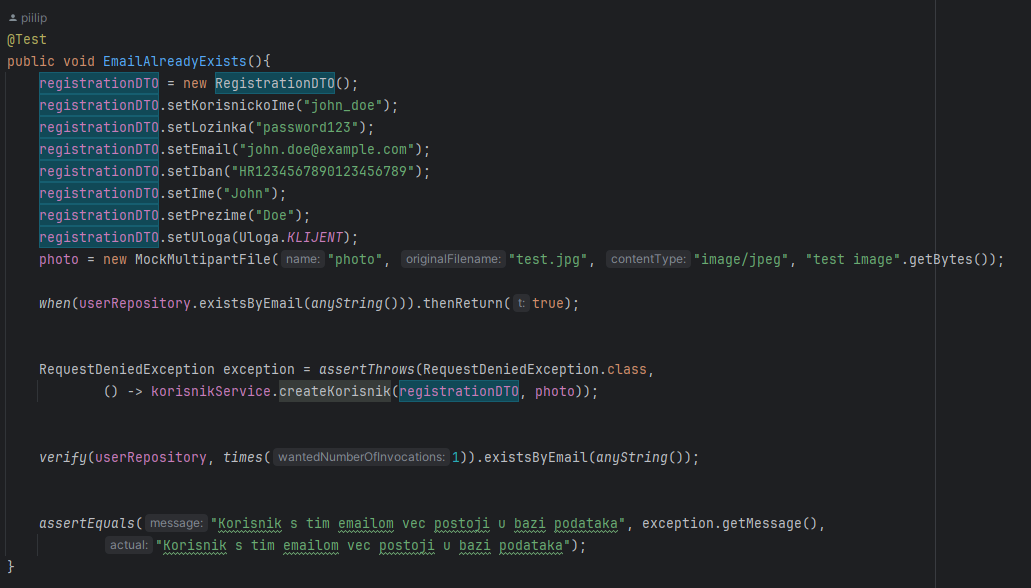 piilip
@Test
public void EmailAlreadyExists(){
registrationDTO = new RegistrationDTO();
registrationDTO.setKorisnickoIme("john_doe");
registrationDTO.setLozinka("password123");
registrationDTO.setEmail("john.doe@example.com");
registrationDTO.setIban("HR1234567890123456789");
registrationDTO.setIme("John");
registrationDTO.setPrezime("Doe");
registrationDTO.setUloga(Uloga.KLIJENT);
photo = new MockMultipartFile( name: "photo", originalFilename: "test.jpg", contentType: "image/jpeg", "test image".getBytes());
when(userRepository.existsByEmail(anyString())).thenReturn( t: true);
RequestDeniedException exception = assertThrows(RequestDeniedException.class,
() -> korisnikService.createKorisnik(registrationDTO, photo));
verify(userRepository, times( wantedNumberOfInvocations: 1)).existsByEmail(anyString());
assertEquals( message: "Korisnik s tim emailom vec postoji u bazi podataka", exception.getMessage(),
actual: "Korisnik s tim emailom vec postoji u bazi podataka");
}